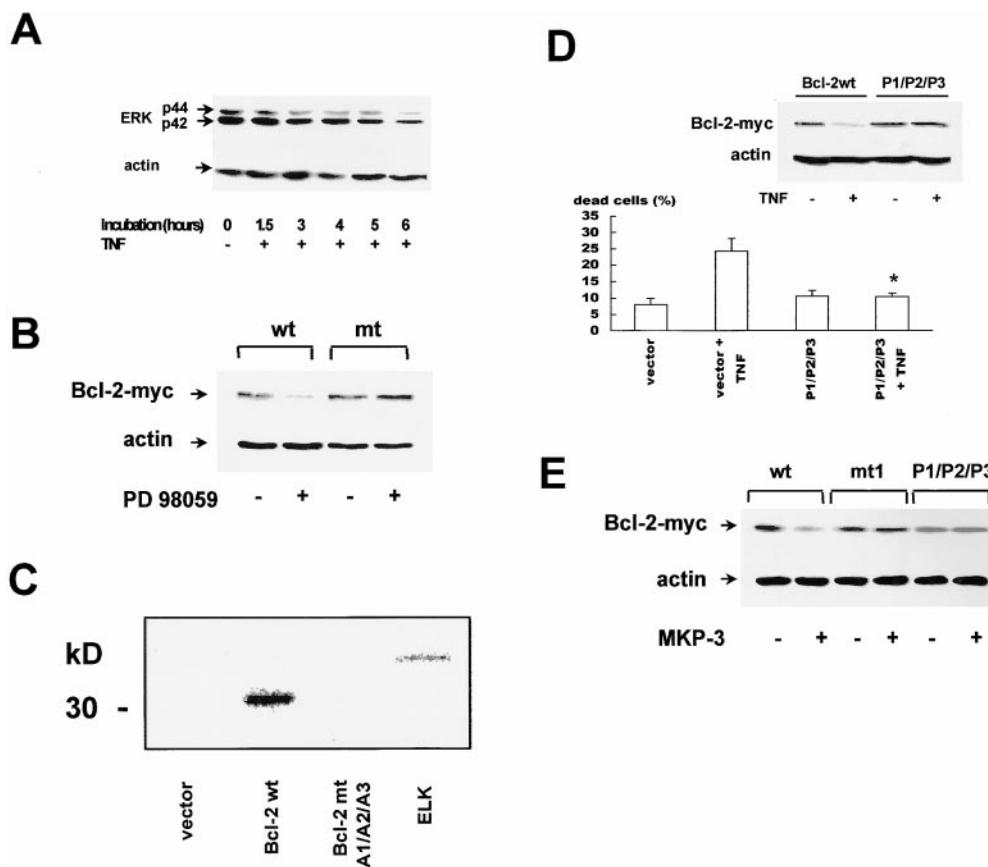 A
p44
ERK
p42
actin
Incubation (hours) 0 1.5 3 4 5 6
TNF - + + + + +
B
wt mt
Bcl-2-myc
actin
PD 98059 - + - +
C
kD
30 -
vector
Bcl-2 wt
Bcl-2 mt
A1/A2/A3
ELK
D
Bcl-2wt P1/P2/P3
Bcl-2-myc
actin
TNF - + - +
dead cells (%)
35
30
25
20
15
10
5
0
*
vector
vector +
TNF
P1/P2/P3
P1/P2/P3
+ TNF
E
wt mt1 P1/P2/P3
Bcl-2-myc
actin
MKP-3 - + - + - +